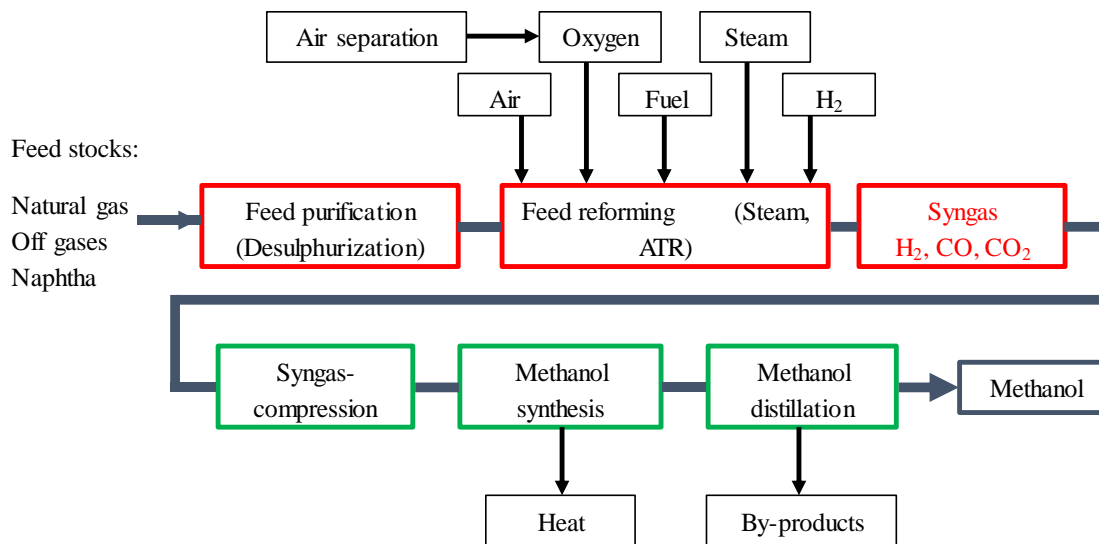 Air separation
Oxygen
Steam
Air
Fuel
H₂
Feed stocks:
Natural gas
Off gases
Naphtha
Feed purification
(Desulphurization)
Feed reforming (Steam,
ATR)
Syngas
H₂, CO, CO₂
Syngas-
compression
Methanol
synthesis
Methanol
distillation
Methanol
Heat
By-products